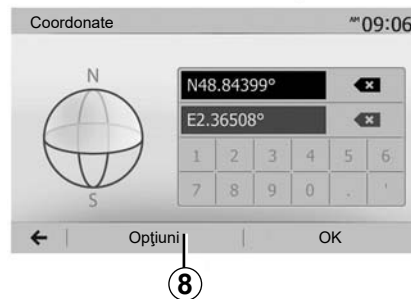 Coordonate ᴬᴹ09:06
N
N48.84399°
E2.36508°
1 2 3 4 5 6
7 8 9 0 . '
S
Opţiuni OK
8